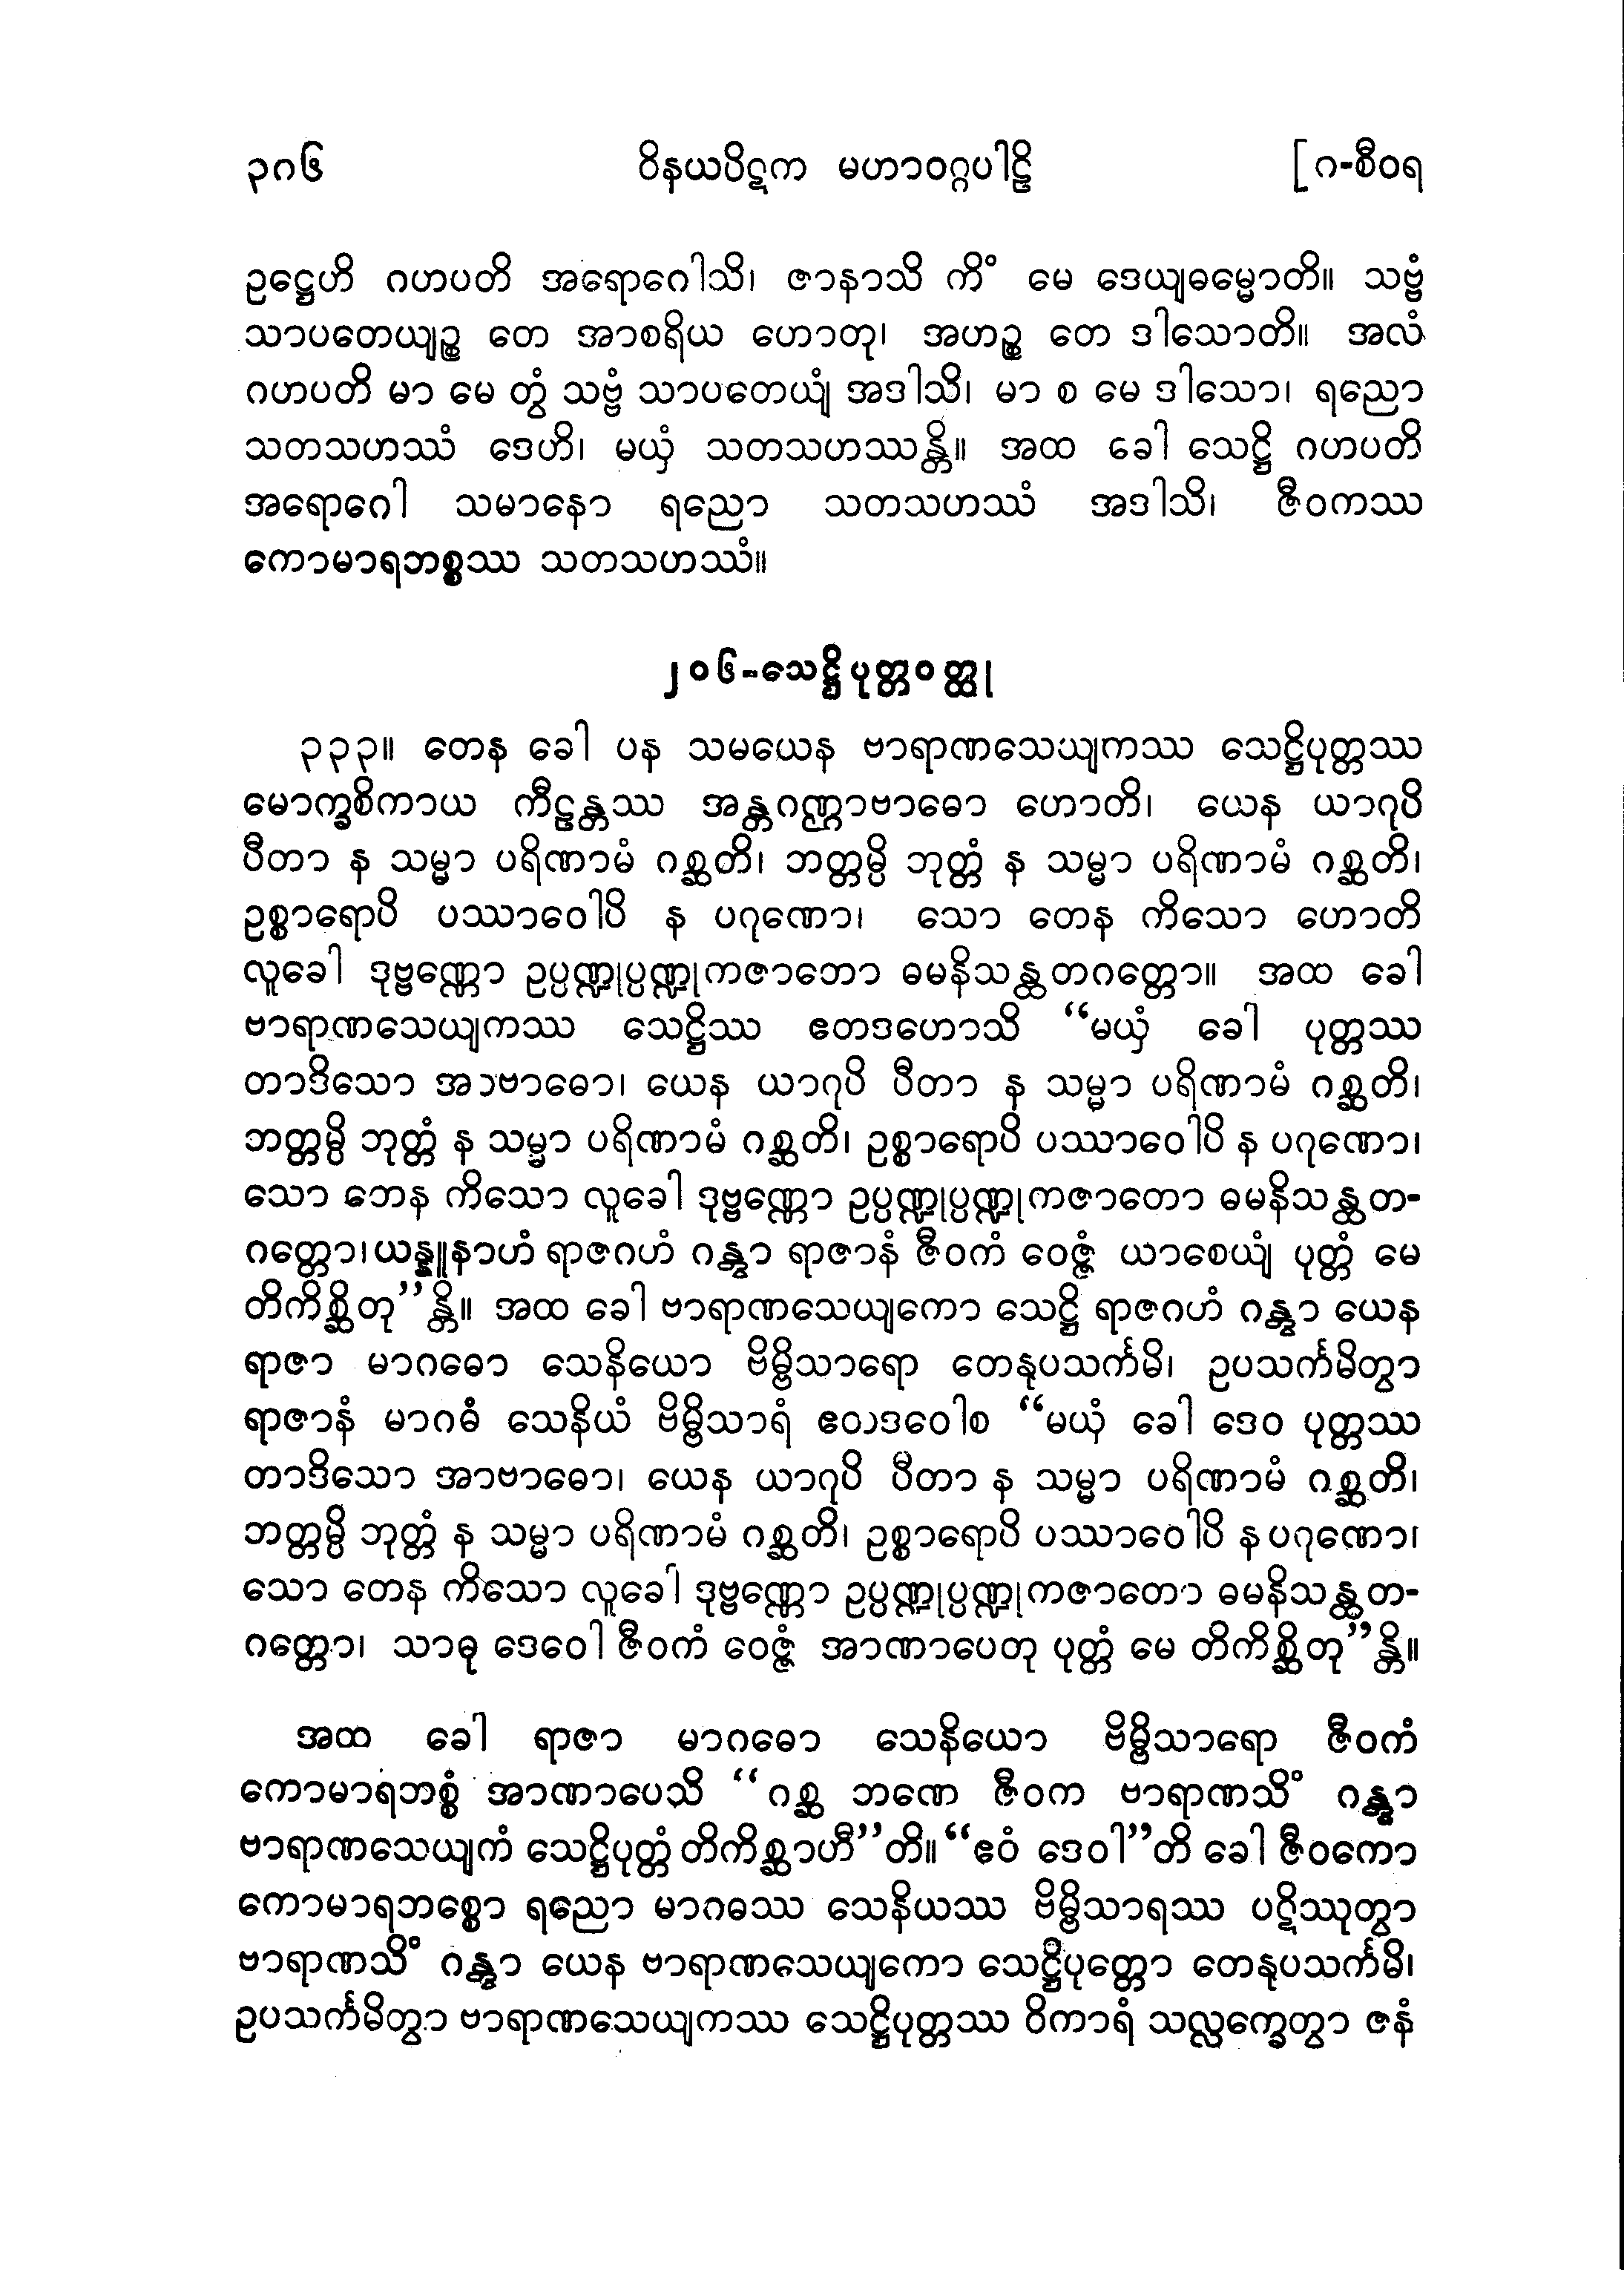 ၃၈၆ ဝိနယပိဋက မဟာဝဂ္ဂပါဠိ [၈-စီဝရ
ဥဋ္ဌေဟိ ဂဟပတိ အရောဂေါသိ၊ ဇာနာသိ ကိံ မေ ဒေယျဓမ္မောတိ။ သဗ္ဗံ
သာပတေယျဉ္စ တေ အာစရိယ ဟောတု၊ အဟဉ္စ တေ ဒါသောတိ။ အလံ
ဂဟပတိ မာ မေ တွံ သဗ္ဗံ သာပတေယျံ အဒါသိ၊ မာ စ မေ ဒါသော၊ ရညော
သတသဟဿံ ဒေဟိ၊ မယှံ သတသဟဿန္တိ။ အထ ခေါ သေဋ္ဌိ ဂဟပတိ
အရောဂေါ သမာနော ရညော သတသဟဿံ အဒါသိ၊ ဇီဝကဿ
ကောမာရဘစ္စဿ သတသဟဿံ။
၂၀၆-သေဋ္ဌိပုတ္တဝတ္ထု
၃၃၃။ တေန ခေါ ပန သမယေန ဗာရာဏသေယျကဿ သေဋ္ဌိပုတ္တဿ
မောက္ခစိကာယ ကီဠန္တဿ အန္တဂဏ္ဌာဗာဓော ဟောတိ၊ ယေန ယာဂုပိ
ပီတာ န သမ္မာ ပရိဏာမံ ဂစ္ဆတိ၊ ဘတ္တမ္ပိ ဘုတ္တံ န သမ္မာ ပရိဏာမံ ဂစ္ဆတိ၊
ဥစ္စာရောပိ ပဿာဝေါပိ န ပဂုဏော၊ သော တေန ကိသော ဟောတိ
လူခေါ ဒုဗ္ဗဏ္ဏော ဥပ္ပဏ္ဍုပ္ပဏ္ဍုကဇာတော ဓမနိသန္ထတဂတ္တော။ အထ ခေါ
ဗာရာဏသေယျကဿ သေဋ္ဌိဿ ဧတဒဟောသိ “မယှံ ခေါ ပုတ္တဿ
တာဒိသော အာဗာဓော၊ ယေန ယာဂုပိ ပီတာ န သမ္မာ ပရိဏာမံ ဂစ္ဆတိ၊
ဘတ္တမ္ပိ ဘုတ္တံ န သမ္မာ ပရိဏာမံ ဂစ္ဆတိ၊ ဥစ္စာရောပိ ပဿာဝေါပိ န ပဂုဏော၊
သော တေန ကိသော လူခေါ ဒုဗ္ဗဏ္ဏော ဥပ္ပဏ္ဍုပ္ပဏ္ဍုကဇာတော ဓမနိသန္ထတ-
ဂတ္တော၊ ယန္နူနာဟံ ရာဇဂဟံ ဂန္တွာ ရာဇာနံ ဇီဝကံ ဝေဇ္ဇံ ယာစေယျံ ပုတ္တံ မေ
တိကိစ္ဆိတု”န္တိ။ အထ ခေါ ဗာရာဏသေယျကော သေဋ္ဌိ ရာဇဂဟံ ဂန္တွာ ယေန
ရာဇာ မာဂဓော သေနိယော ဗိမ္ဗိသာရော တေနုပသင်္ကမိ၊ ဥပသင်္ကမိတွာ
ရာဇာနံ မာဂဓံ သေနိယံ ဗိမ္ဗိသာရံ ဧတဒဝေါစ “မယှံ ခေါ ဒေဝ ပုတ္တဿ
တာဒိသော အာဗာဓော၊ ယေန ယာဂုပိ ပီတာ န သမ္မာ ပရိဏာမံ ဂစ္ဆတိ၊
ဘတ္တမ္ပိ ဘုတ္တံ န သမ္မာ ပရိဏာမံ ဂစ္ဆတိ၊ ဥစ္စာရောပိ ပဿာဝေါပိ န ပဂုဏော၊
သော တေန ကိသော လူခေါ ဒုဗ္ဗဏ္ဏော ဥပ္ပဏ္ဍုပ္ပဏ္ဍုကဇာတော ဓမနိသန္ထတ-
ဂတ္တော၊ သာဓု ဒေဝေါ ဇီဝကံ ဝေဇ္ဇံ အာဏာပေတု ပုတ္တံ မေ တိကိစ္ဆိတု”န္တိ။
အထ ခေါ ရာဇာ မာဂဓော သေနိယော ဗိမ္ဗိသာရော ဇီဝကံ
ကောမာရဘစ္စံ အာဏာပေသိ “ဂစ္ဆ ဘဏေ ဇီဝက ဗာရာဏသိံ ဂန္တွာ
ဗာရာဏသေယျကံ သေဋ္ဌိပုတ္တံ တိကိစ္ဆာဟီ”တိ။ “ဧဝံ ဒေဝါ”တိ ခေါ ဇီဝကော
ကောမာရဘစ္စော ရညော မာဂဓဿ သေနိယဿ ဗိမ္ဗိသာရဿ ပဋိဿုတွာ
ဗာရာဏသိံ ဂန္တွာ ယေန ဗာရာဏသေယျကော သေဋ္ဌိပုတ္တော တေနုပသင်္ကမိ၊
ဥပသင်္ကမိတွာ ဗာရာဏသေယျကဿ သေဋ္ဌိပုတ္တဿ ဝိကာရံ သလ္လက္ခေတွာ ဇနံ